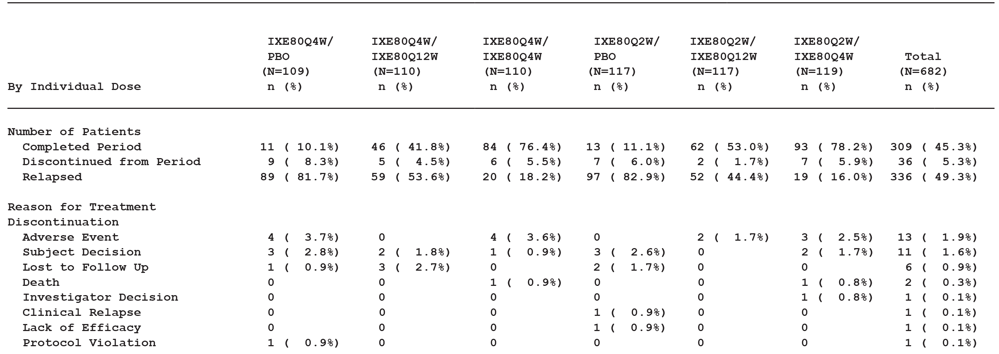 IXE80Q4W/ IXE80Q4W/ IXE80Q4W/ IXE80Q2W/ IXE80Q2W/ IXE80Q2W/
PBO IXE80Q12W IXE80Q4W PBO IXE80Q12W IXE80Q4W Total
(N=109) (N=110) (N=110) (N=117) (N=117) (N=119) (N=682)
By Individual Dose n (%) n (%) n (%) n (%) n (%) n (%) n (%)
Number of Patients
Completed Period 11 ( 10.1%) 46 ( 41.8%) 84 ( 76.4%) 13 ( 11.1%) 62 ( 53.0%) 93 ( 78.2%) 309 ( 45.3%)
Discontinued from Period 9 ( 8.3%) 5 ( 4.5%) 6 ( 5.5%) 7 ( 6.0%) 2 ( 1.7%) 7 ( 5.9%) 36 ( 5.3%)
Relapsed 89 ( 81.7%) 59 ( 53.6%) 20 ( 18.2%) 97 ( 82.9%) 52 ( 44.4%) 19 ( 16.0%) 336 ( 49.3%)
Reason for Treatment
Discontinuation
Adverse Event 4 ( 3.7%) 0 4 ( 3.6%) 0 2 ( 1.7%) 3 ( 2.5%) 13 ( 1.9%)
Subject Decision 3 ( 2.8%) 2 ( 1.8%) 1 ( 0.9%) 3 ( 2.6%) 0 2 ( 1.7%) 11 ( 1.6%)
Lost to Follow Up 1 ( 0.9%) 3 ( 2.7%) 0 2 ( 1.7%) 0 0 6 ( 0.9%)
Death 0 0 1 ( 0.9%) 0 0 1 ( 0.8%) 2 ( 0.3%)
Investigator Decision 0 0 0 0 0 1 ( 0.8%) 1 ( 0.1%)
Clinical Relapse 0 0 0 1 ( 0.9%) 0 0 1 ( 0.1%)
Lack of Efficacy 0 0 0 1 ( 0.9%) 0 0 1 ( 0.1%)
Protocol Violation 1 ( 0.9%) 0 0 0 0 0 1 ( 0.1%)